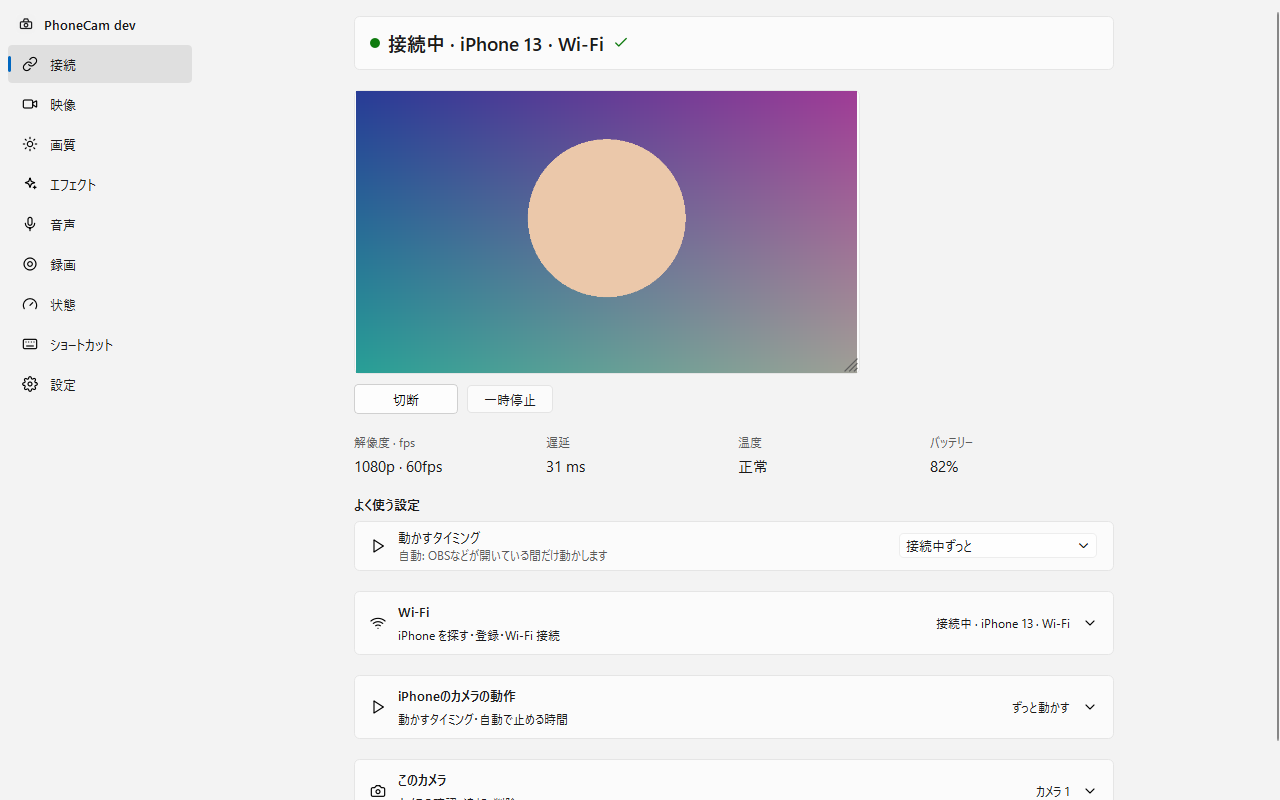 PhoneCam dev
接続
映像
画質
エフェクト
音声
録画
状態
ショートカット
設定
接続中 · iPhone 13 · Wi-Fi
切断
一時停止
解像度 · fps
遅延
温度
バッテリー
1080p · 60fps
31 ms
正常
82%
よく使う設定
動かすタイミング
自動: OBSなどが開いている間だけ動かします
接続中ずっと
Wi-Fi
iPhone を探す・登録・Wi-Fi 接続
接続中 · iPhone 13 · Wi-Fi
iPhoneのカメラの動作
動かすタイミング・自動で止める時間
ずっと動かす
このカメラ
カメラ 1